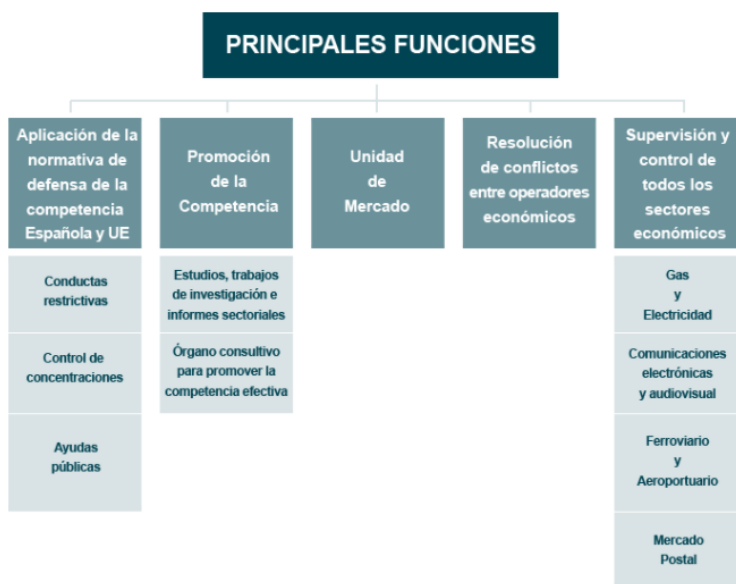 PRINCIPALES FUNCIONES
Aplicación de la
normativa de
defensa de la
competencia
Española y UE
Conductas
restrictivas
Control de
concentraciones
Ayudas
públicas
Promoción
de la
Competencia
Estudios, trabajos
de investigación e
informes sectoriales
Órgano consultivo
para promover la
competencia efectiva
Unidad
de
Mercado
Resolución
de conflictos
entre operadores
económicos
Supervisión y
control de
todos los
sectores
económicos
Gas
y
Electricidad
Comunicaciones
electrónicas
y audiovisual
Ferroviario
y
Aeroportuario
Mercado
Postal